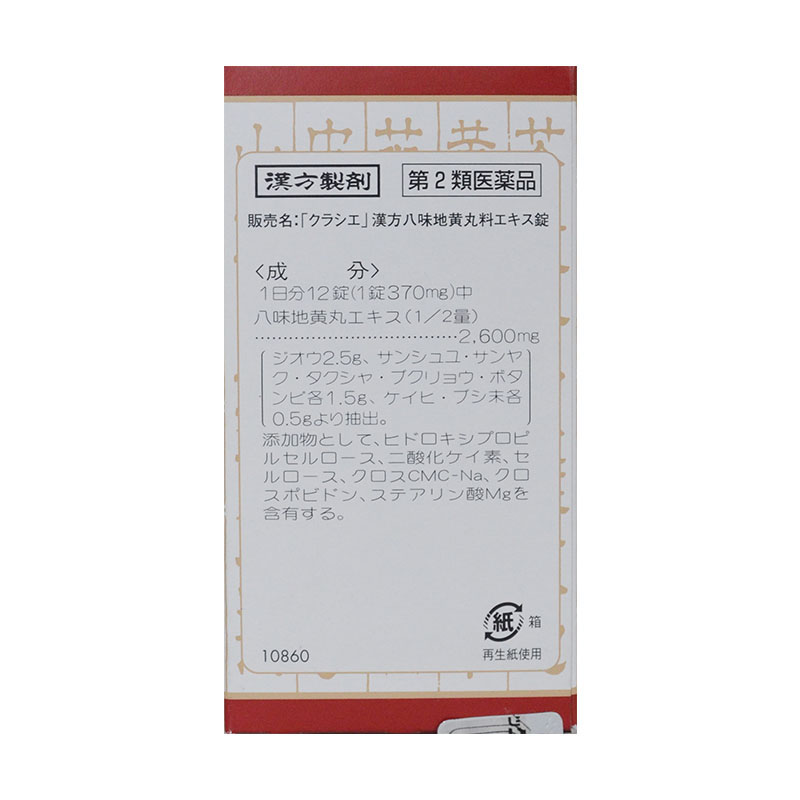 漢方製剤 第2類医薬品
販売名:「クラシエ」漢方八味地黄丸料エキス錠
〈成 分〉
1日分12錠(1錠370mg)中
八味地黄丸エキス(1/2量)
……………………………2,600mg
ジオウ2.5g、サンシュユ・サンヤ
ク・タクシャ・ブクリョウ・ボタ
ンピ各1.5g、ケイヒ・ブシ末各
0.5gより抽出。
添加物として、ヒドロキシプロピ
ルセルロース、二酸化ケイ素、セ
ルロース、クロスCMC-Na、クロ
スポビドン、ステアリン酸Mgを
含有する。
紙 箱
10860 再生紙使用